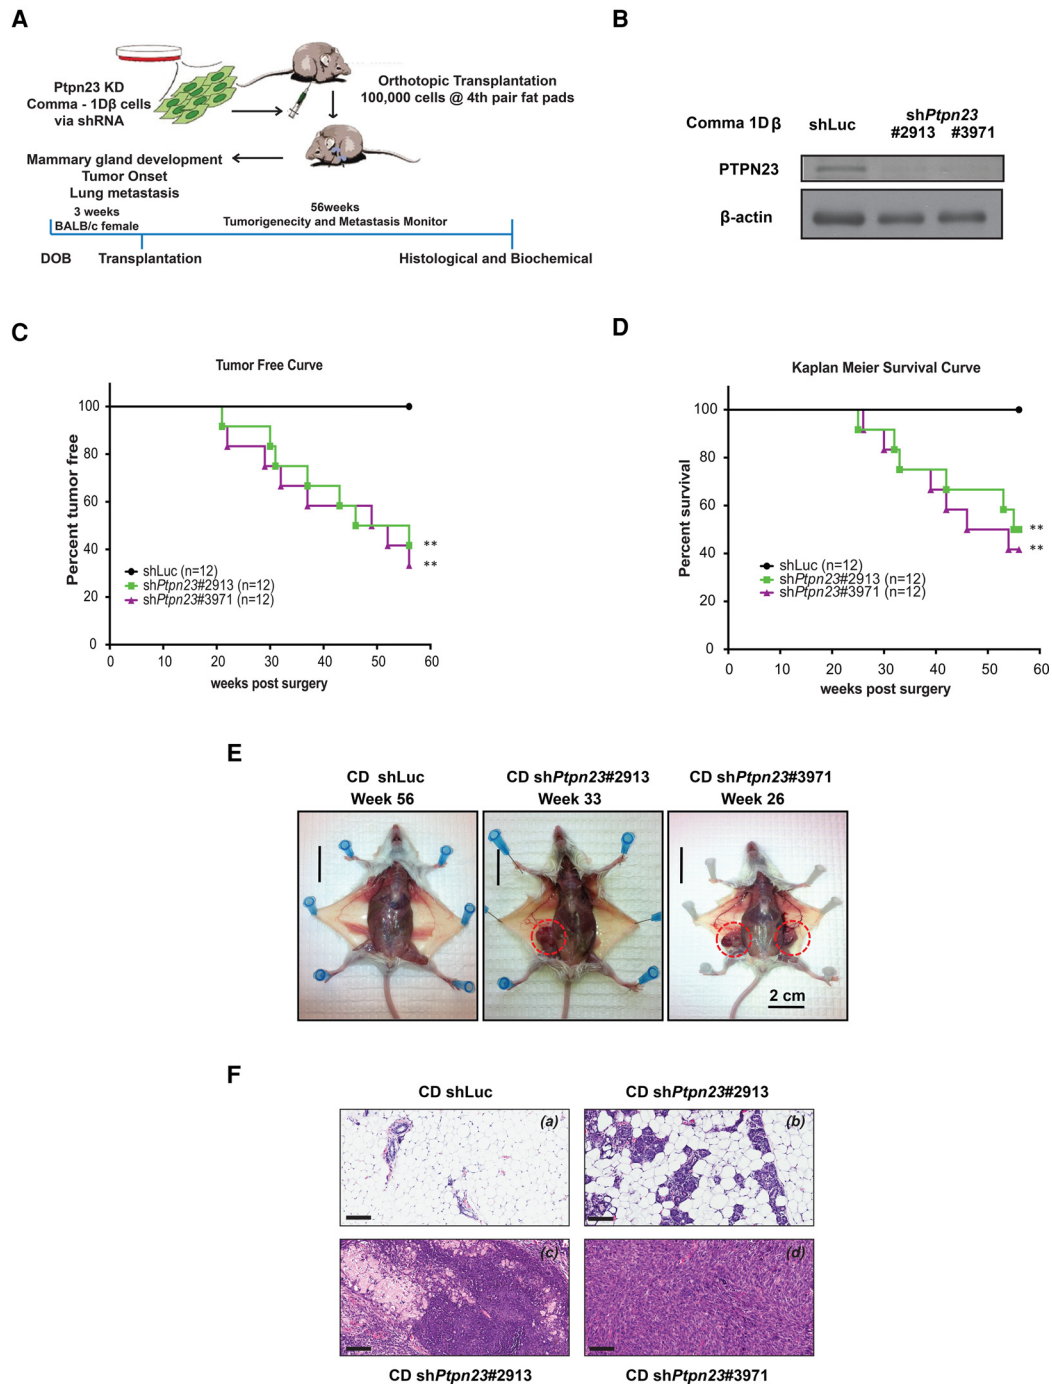 A
Ptpn23 KD
Comma - 1Dβ cells
via shRNA
Orthotopic Transplantation
100,000 cells @ 4th pair fat pads
Mammary gland development
Tumor Onset
Lung metastasis
3 weeks
BALB/c female
56weeks
Tumorigenecity and Metastasis Monitor
DOB
Transplantation
Histological and Biochemical
B
Comma 1Dβ
shLuc
shPtpn23
#2913 #3971
PTPN23
β-actin
C
Tumor Free Curve
Percent tumor free
100
80
60
40
20
0
**
**
shLuc (n=12)
shPtpn23#2913 (n=12)
shPtpn23#3971 (n=12)
0 10 20 30 40 50 60
weeks post surgery
D
Kaplan Meier Survival Curve
Percent survival
100
80
60
40
20
0
**
**
shLuc (n=12)
shPtpn23#2913 (n=12)
shPtpn23#3971 (n=12)
0 10 20 30 40 50 60
weeks post surgery
E
CD shLuc
Week 56
CD shPtpn23#2913
Week 33
CD shPtpn23#3971
Week 26
2 cm
F
CD shLuc
CD shPtpn23#2913
(a)
(b)
(c)
(d)
CD shPtpn23#2913
CD shPtpn23#3971